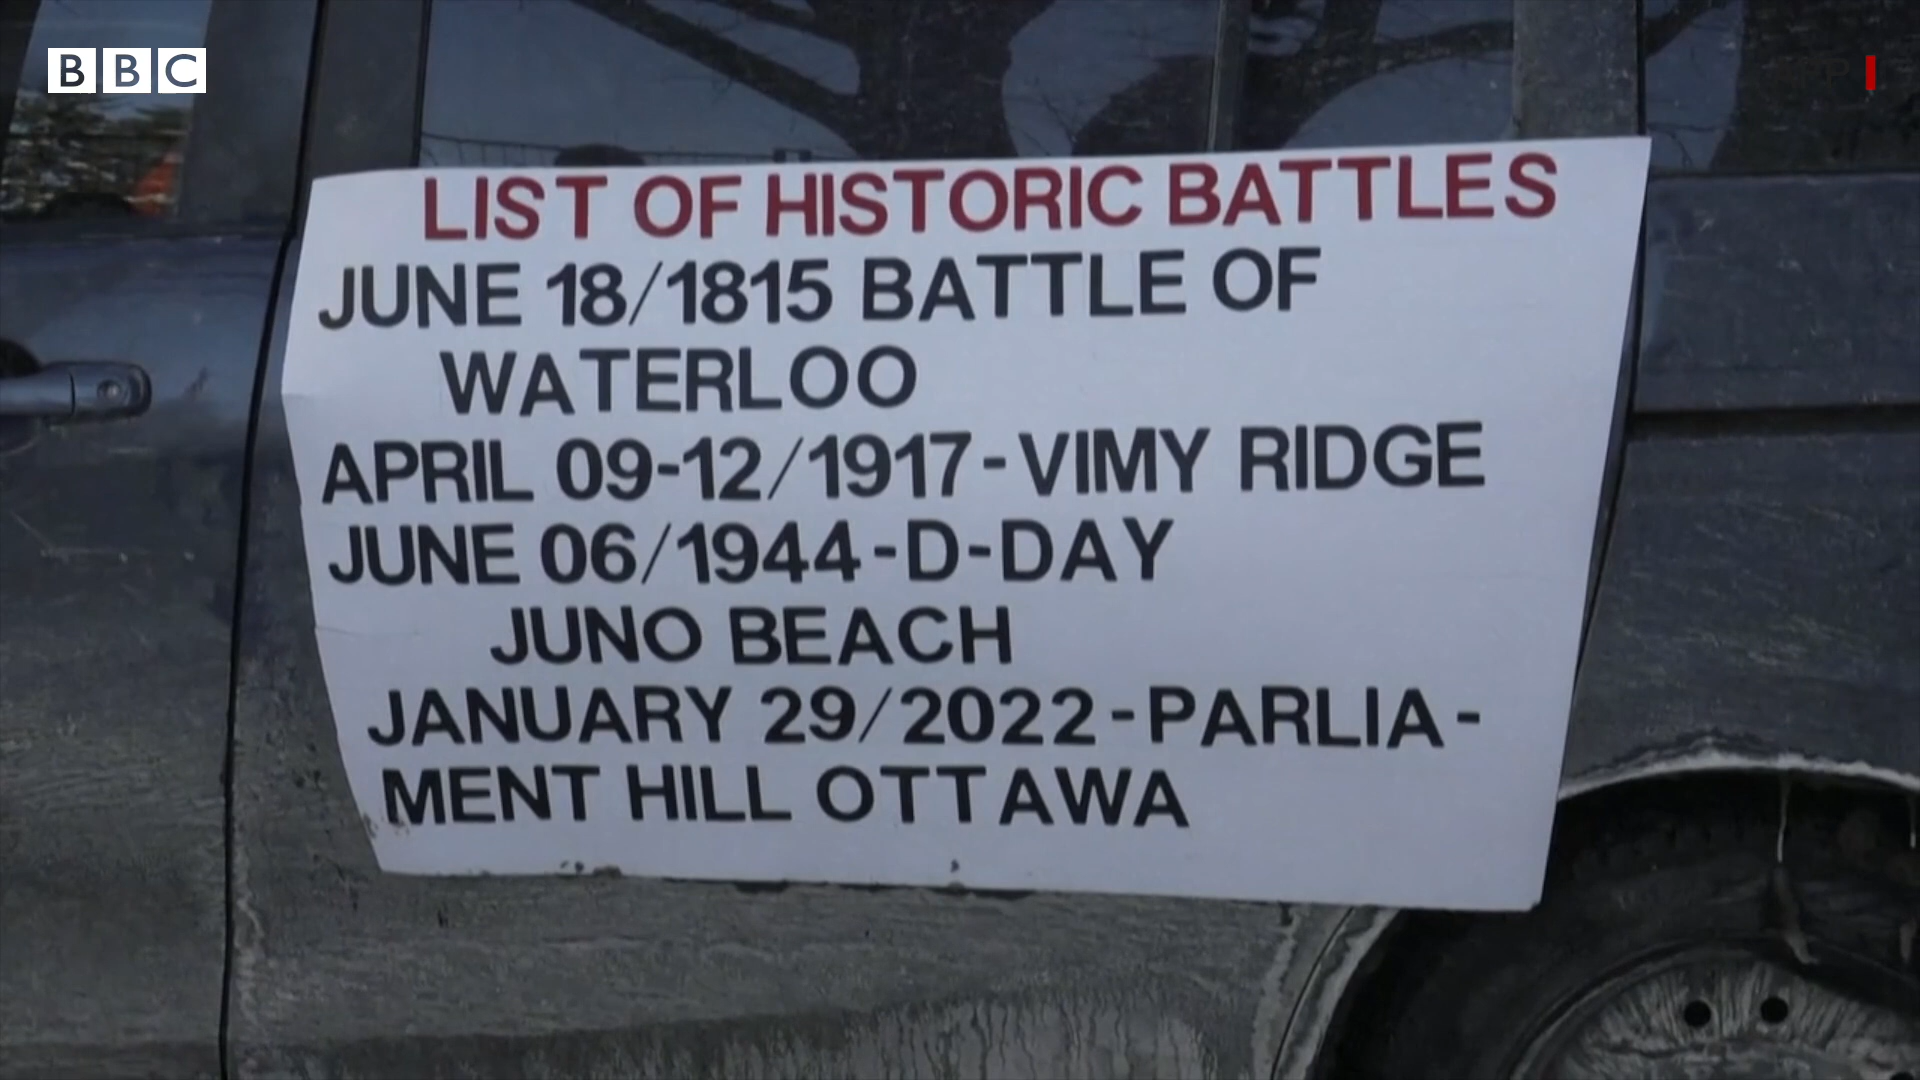 BBC
LIST OF HISTORIC BATTLES
JUNE 18/1815 BATTLE OF
WATERLOO
APRIL 09-12/1917-VIMY RIDGE
JUNE 06/1944-D-DAY
JUNO BEACH
JANUARY 29/2022-PARLIA-
MENT HILL OTTAWA